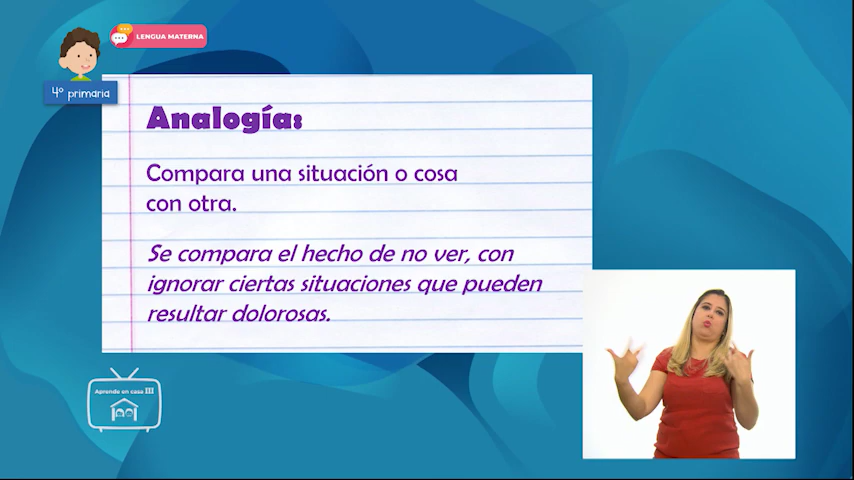 LENGUA MATERNA
4º primaria
Analogía:
Compara una situación o cosa
con otra.
Se compara el hecho de no ver, con
ignorar ciertas situaciones que pueden
resultar dolorosas.
Aprende en casa III